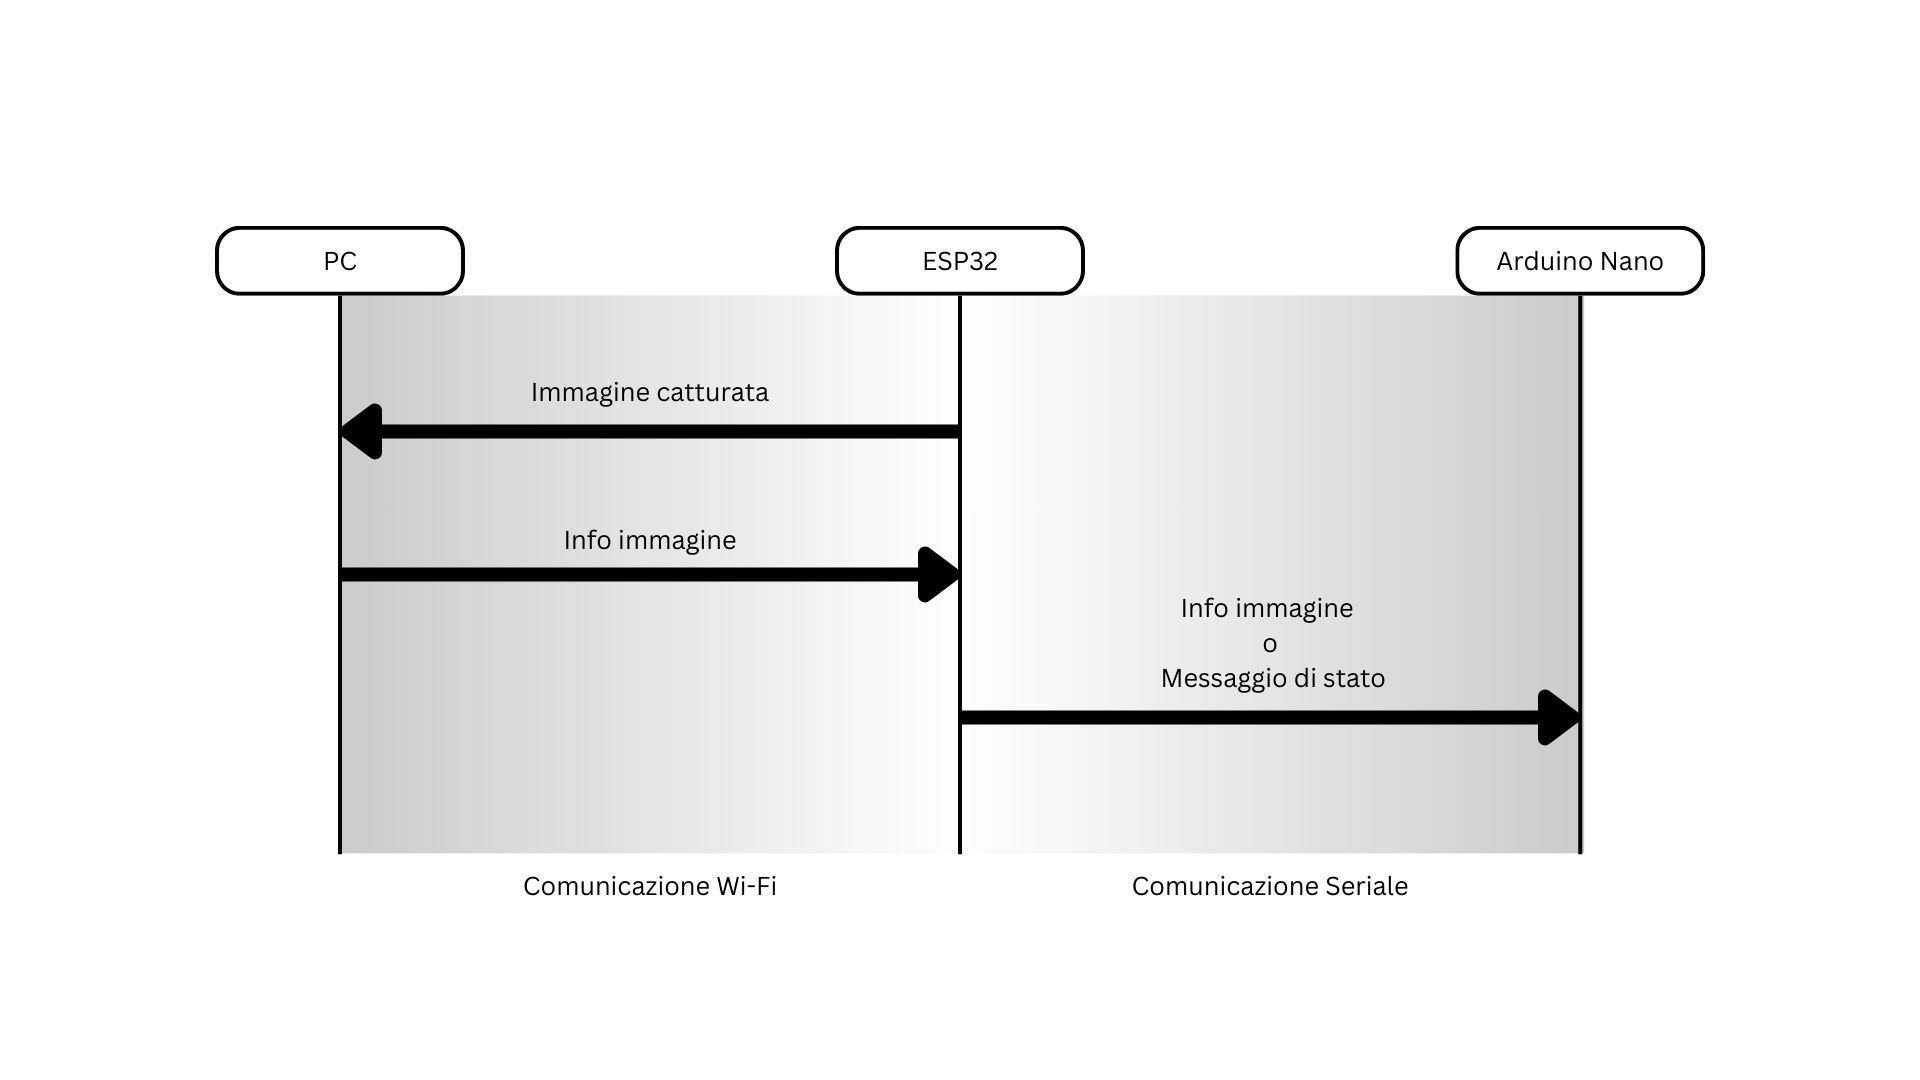 PC
ESP32
Arduino Nano
Immagine catturata
Info immagine
Info immagine
o
Messaggio di stato
Comunicazione Wi-Fi
Comunicazione Seriale